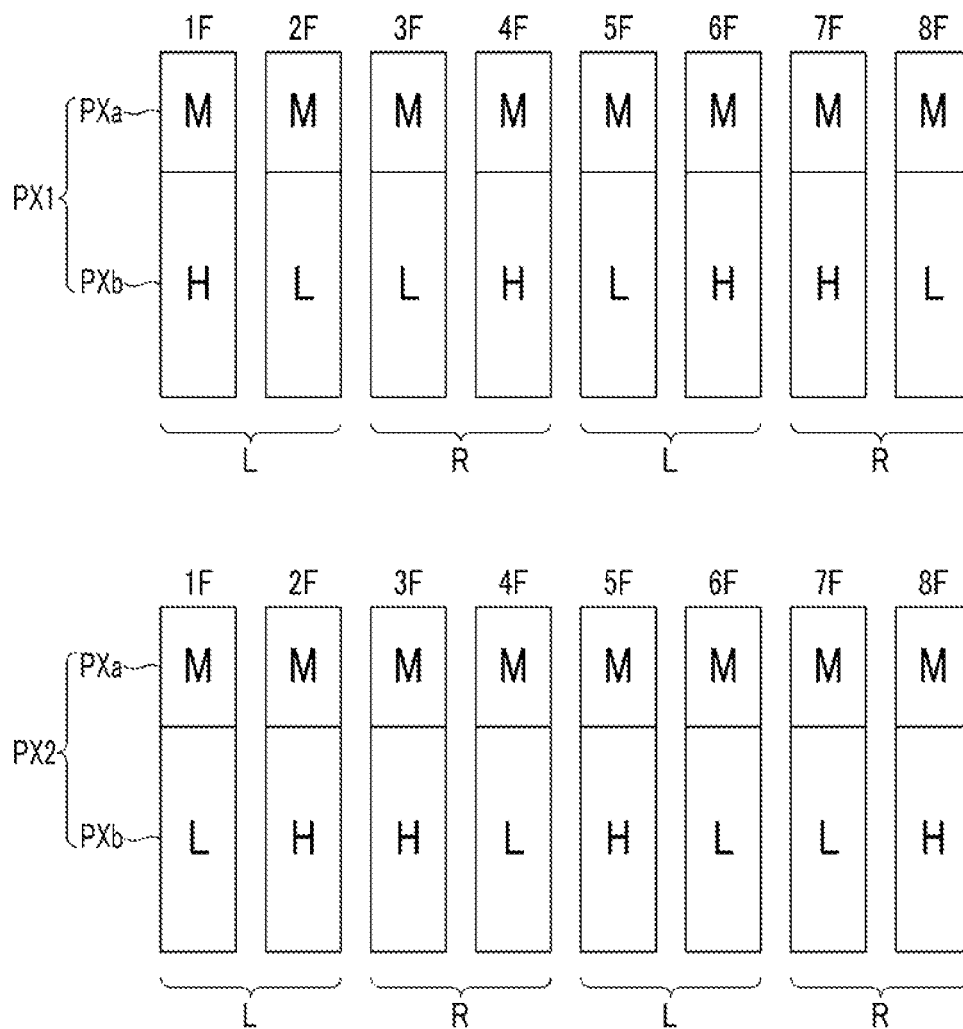 1F 2F 3F 4F 5F 6F 7F 8F
PXa M M M M M M M M
PX1
PXb H L L H L H H L
L R L R
1F 2F 3F 4F 5F 6F 7F 8F
PXa M M M M M M M M
PX2
PXb L H H L H L L H
L R L R